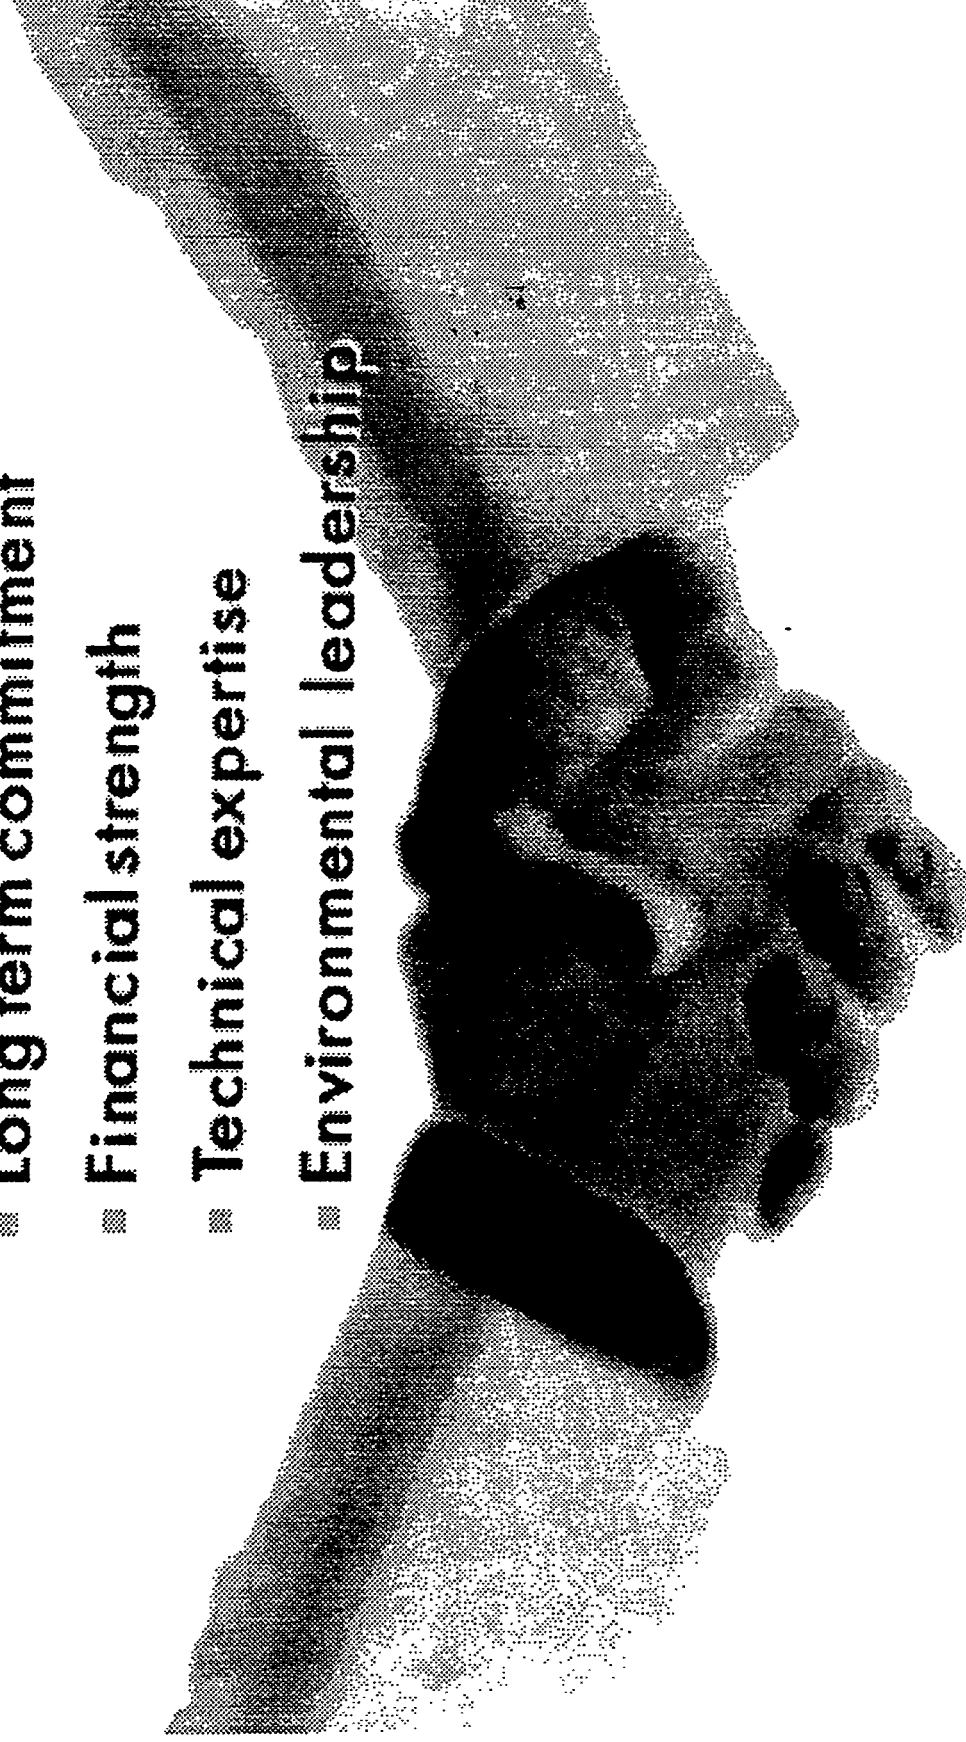 Long term commitment
Financial strength
Technical expertise
Environmental leadership